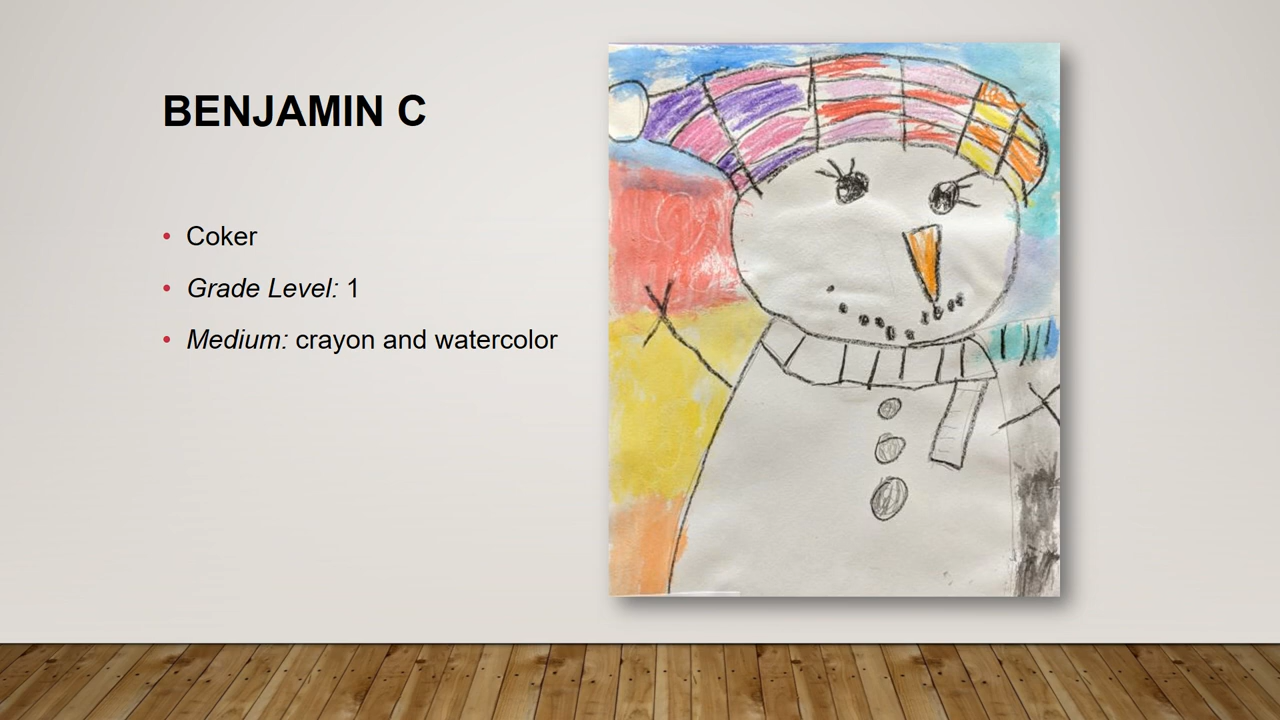 BENJAMIN C
• Coker
• Grade Level: 1
• Medium: crayon and watercolor